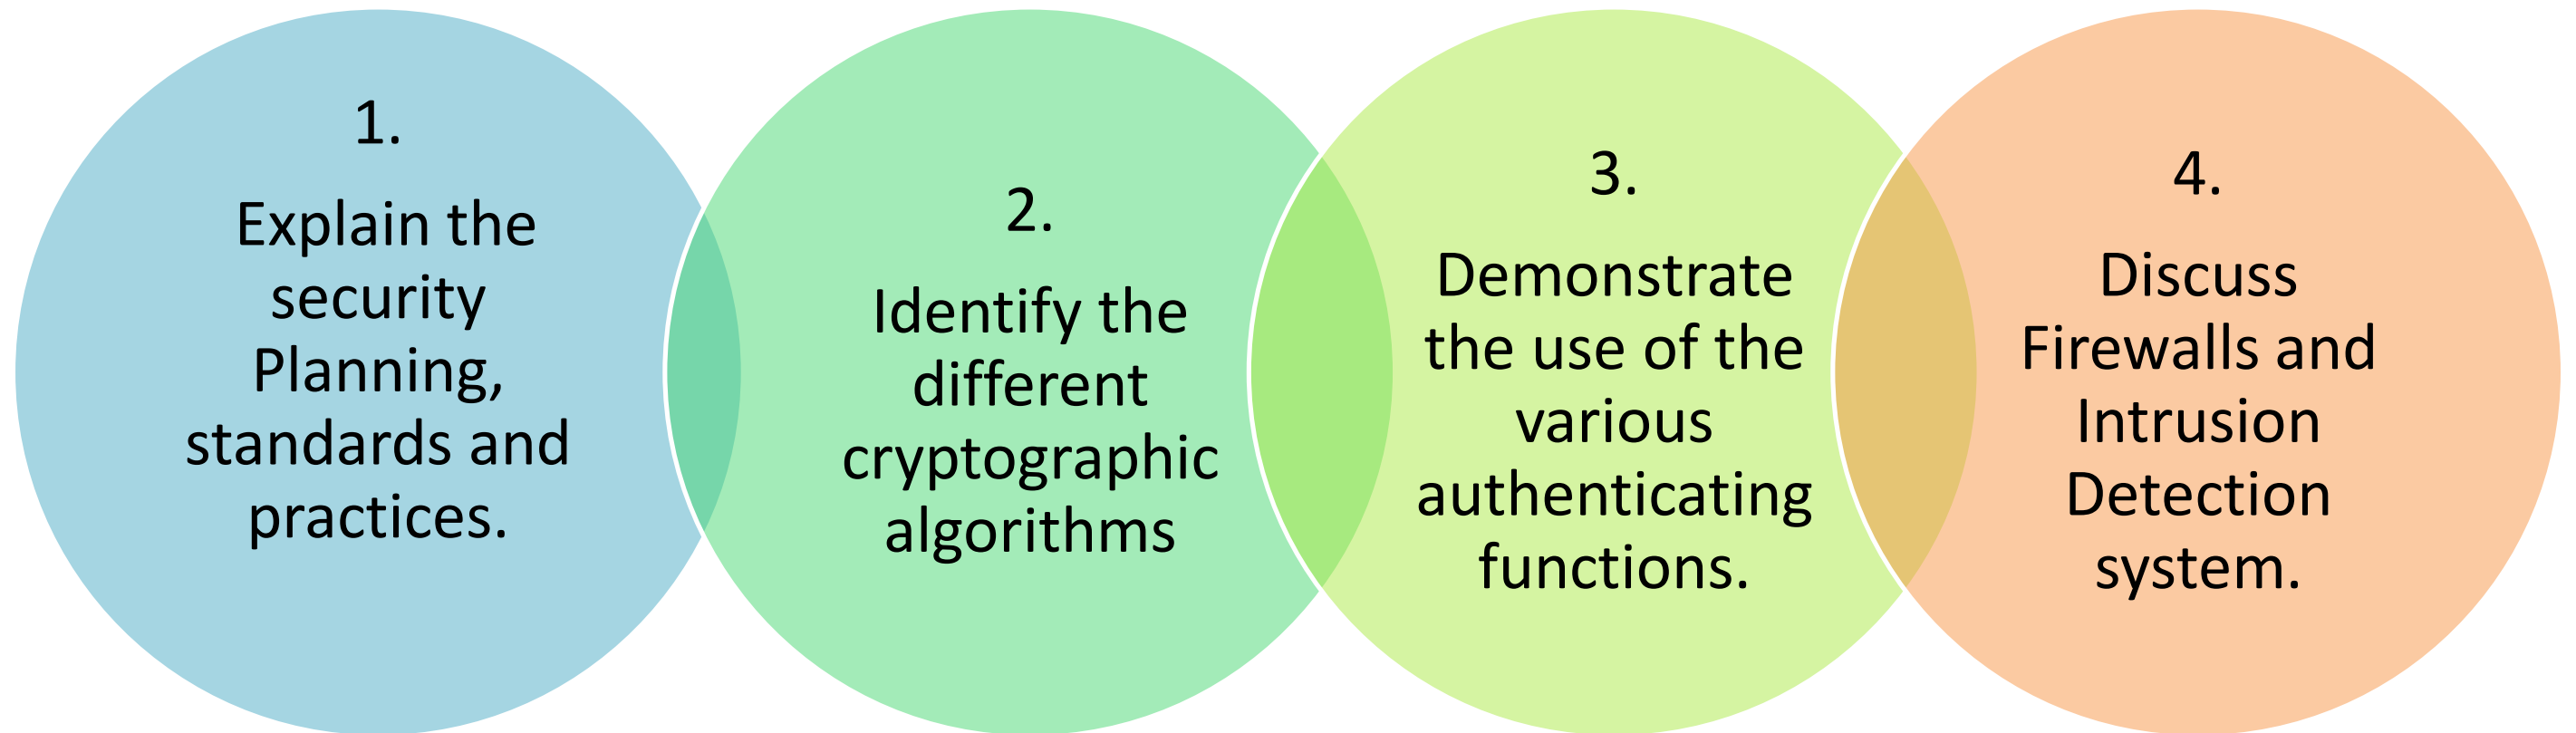 1.
Explain the
security
Planning,
standards and
practices.
2.
Identify the
different
cryptographic
algorithms
3.
Demonstrate
the use of the
various
authenticating
functions.
4.
Discuss
Firewalls and
Intrusion
Detection
system.